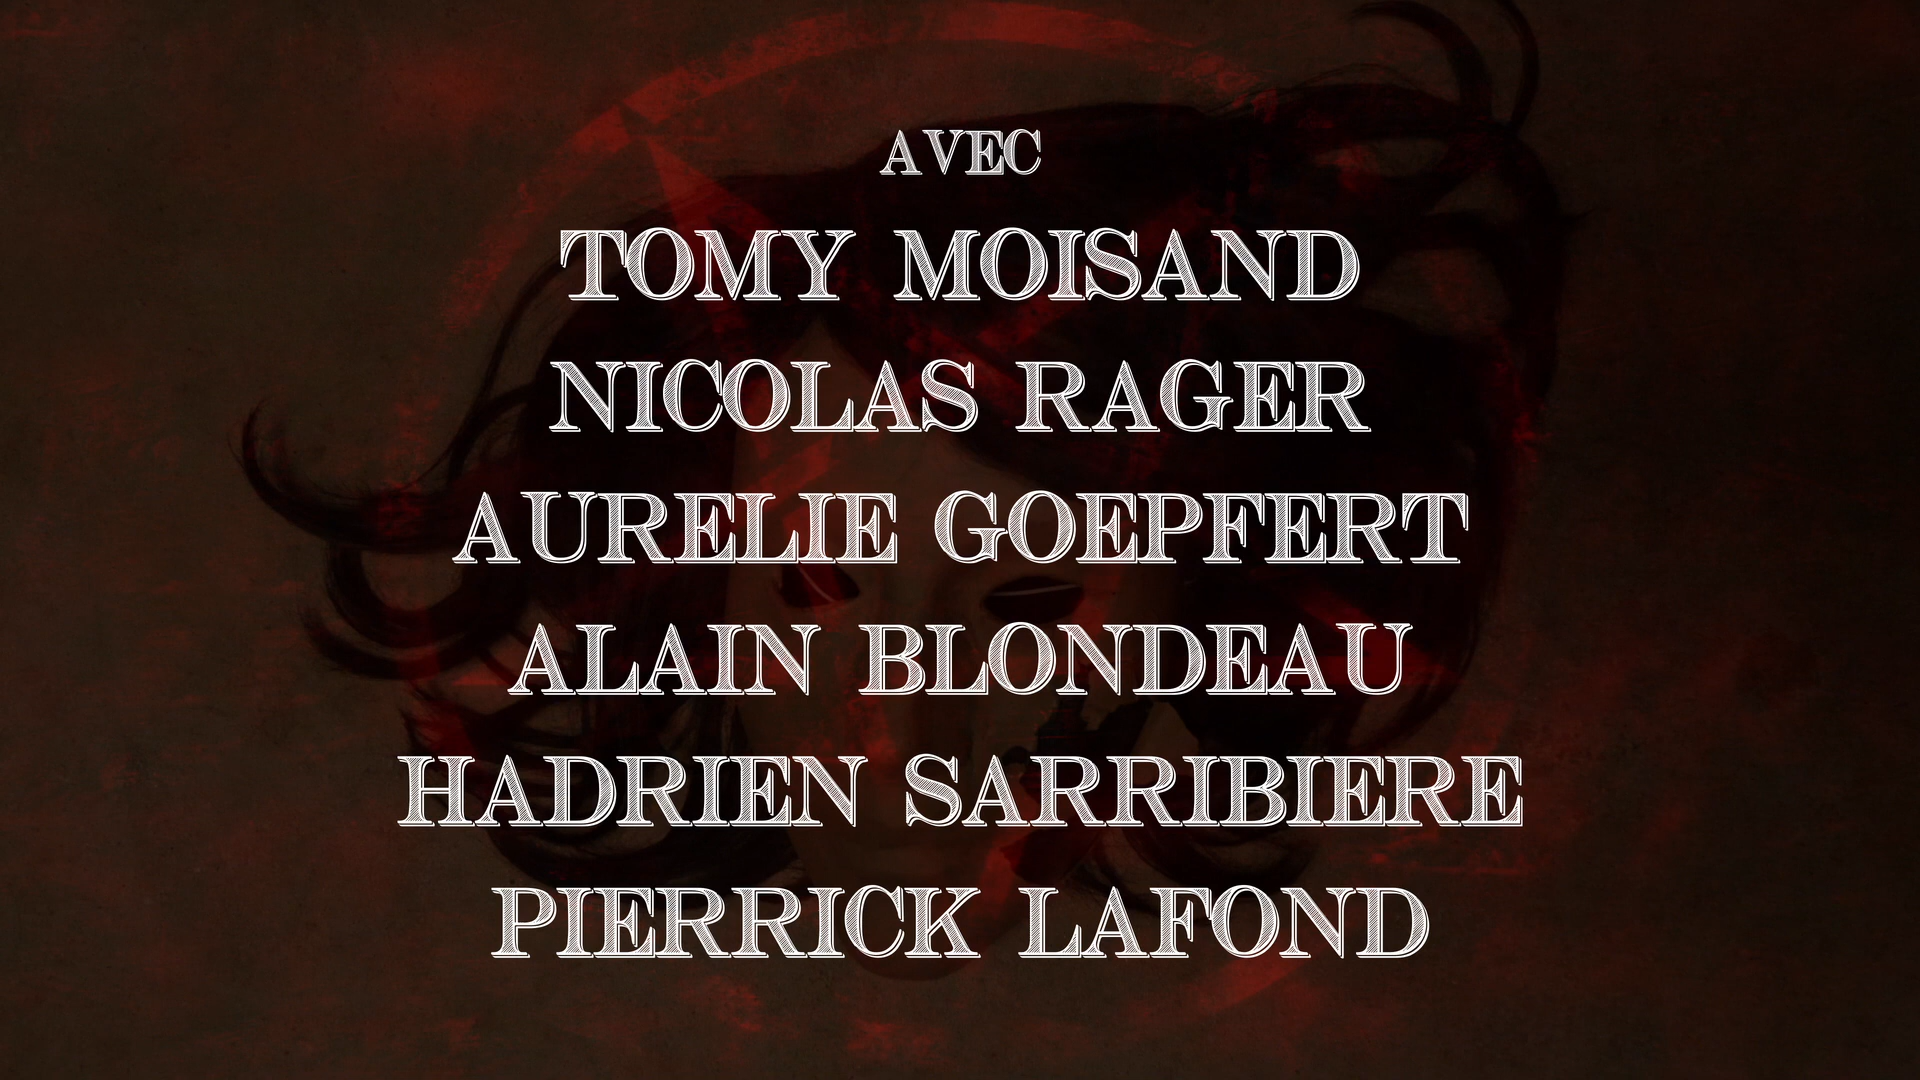 AVEC
TOMY MOISAND
NICOLAS RAGER
AURELIE GOEPFERT
ALAIN BLONDEAU
HADRIEN SARRIBIERE
PIERRICK LAFOND